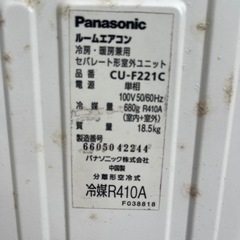 Panasonic
ルームエアコン
冷房・暖房兼用
セパレート形室外ユニット
品番 CU-F221C
電源 単相
100V 50/60Hz
冷媒量 680g R410A
(室内+室外)
質量 18.5kg
製造番号
6605042244
パナソニック株式会社
中国製
分離形空冷式
冷媒R410A
F038818